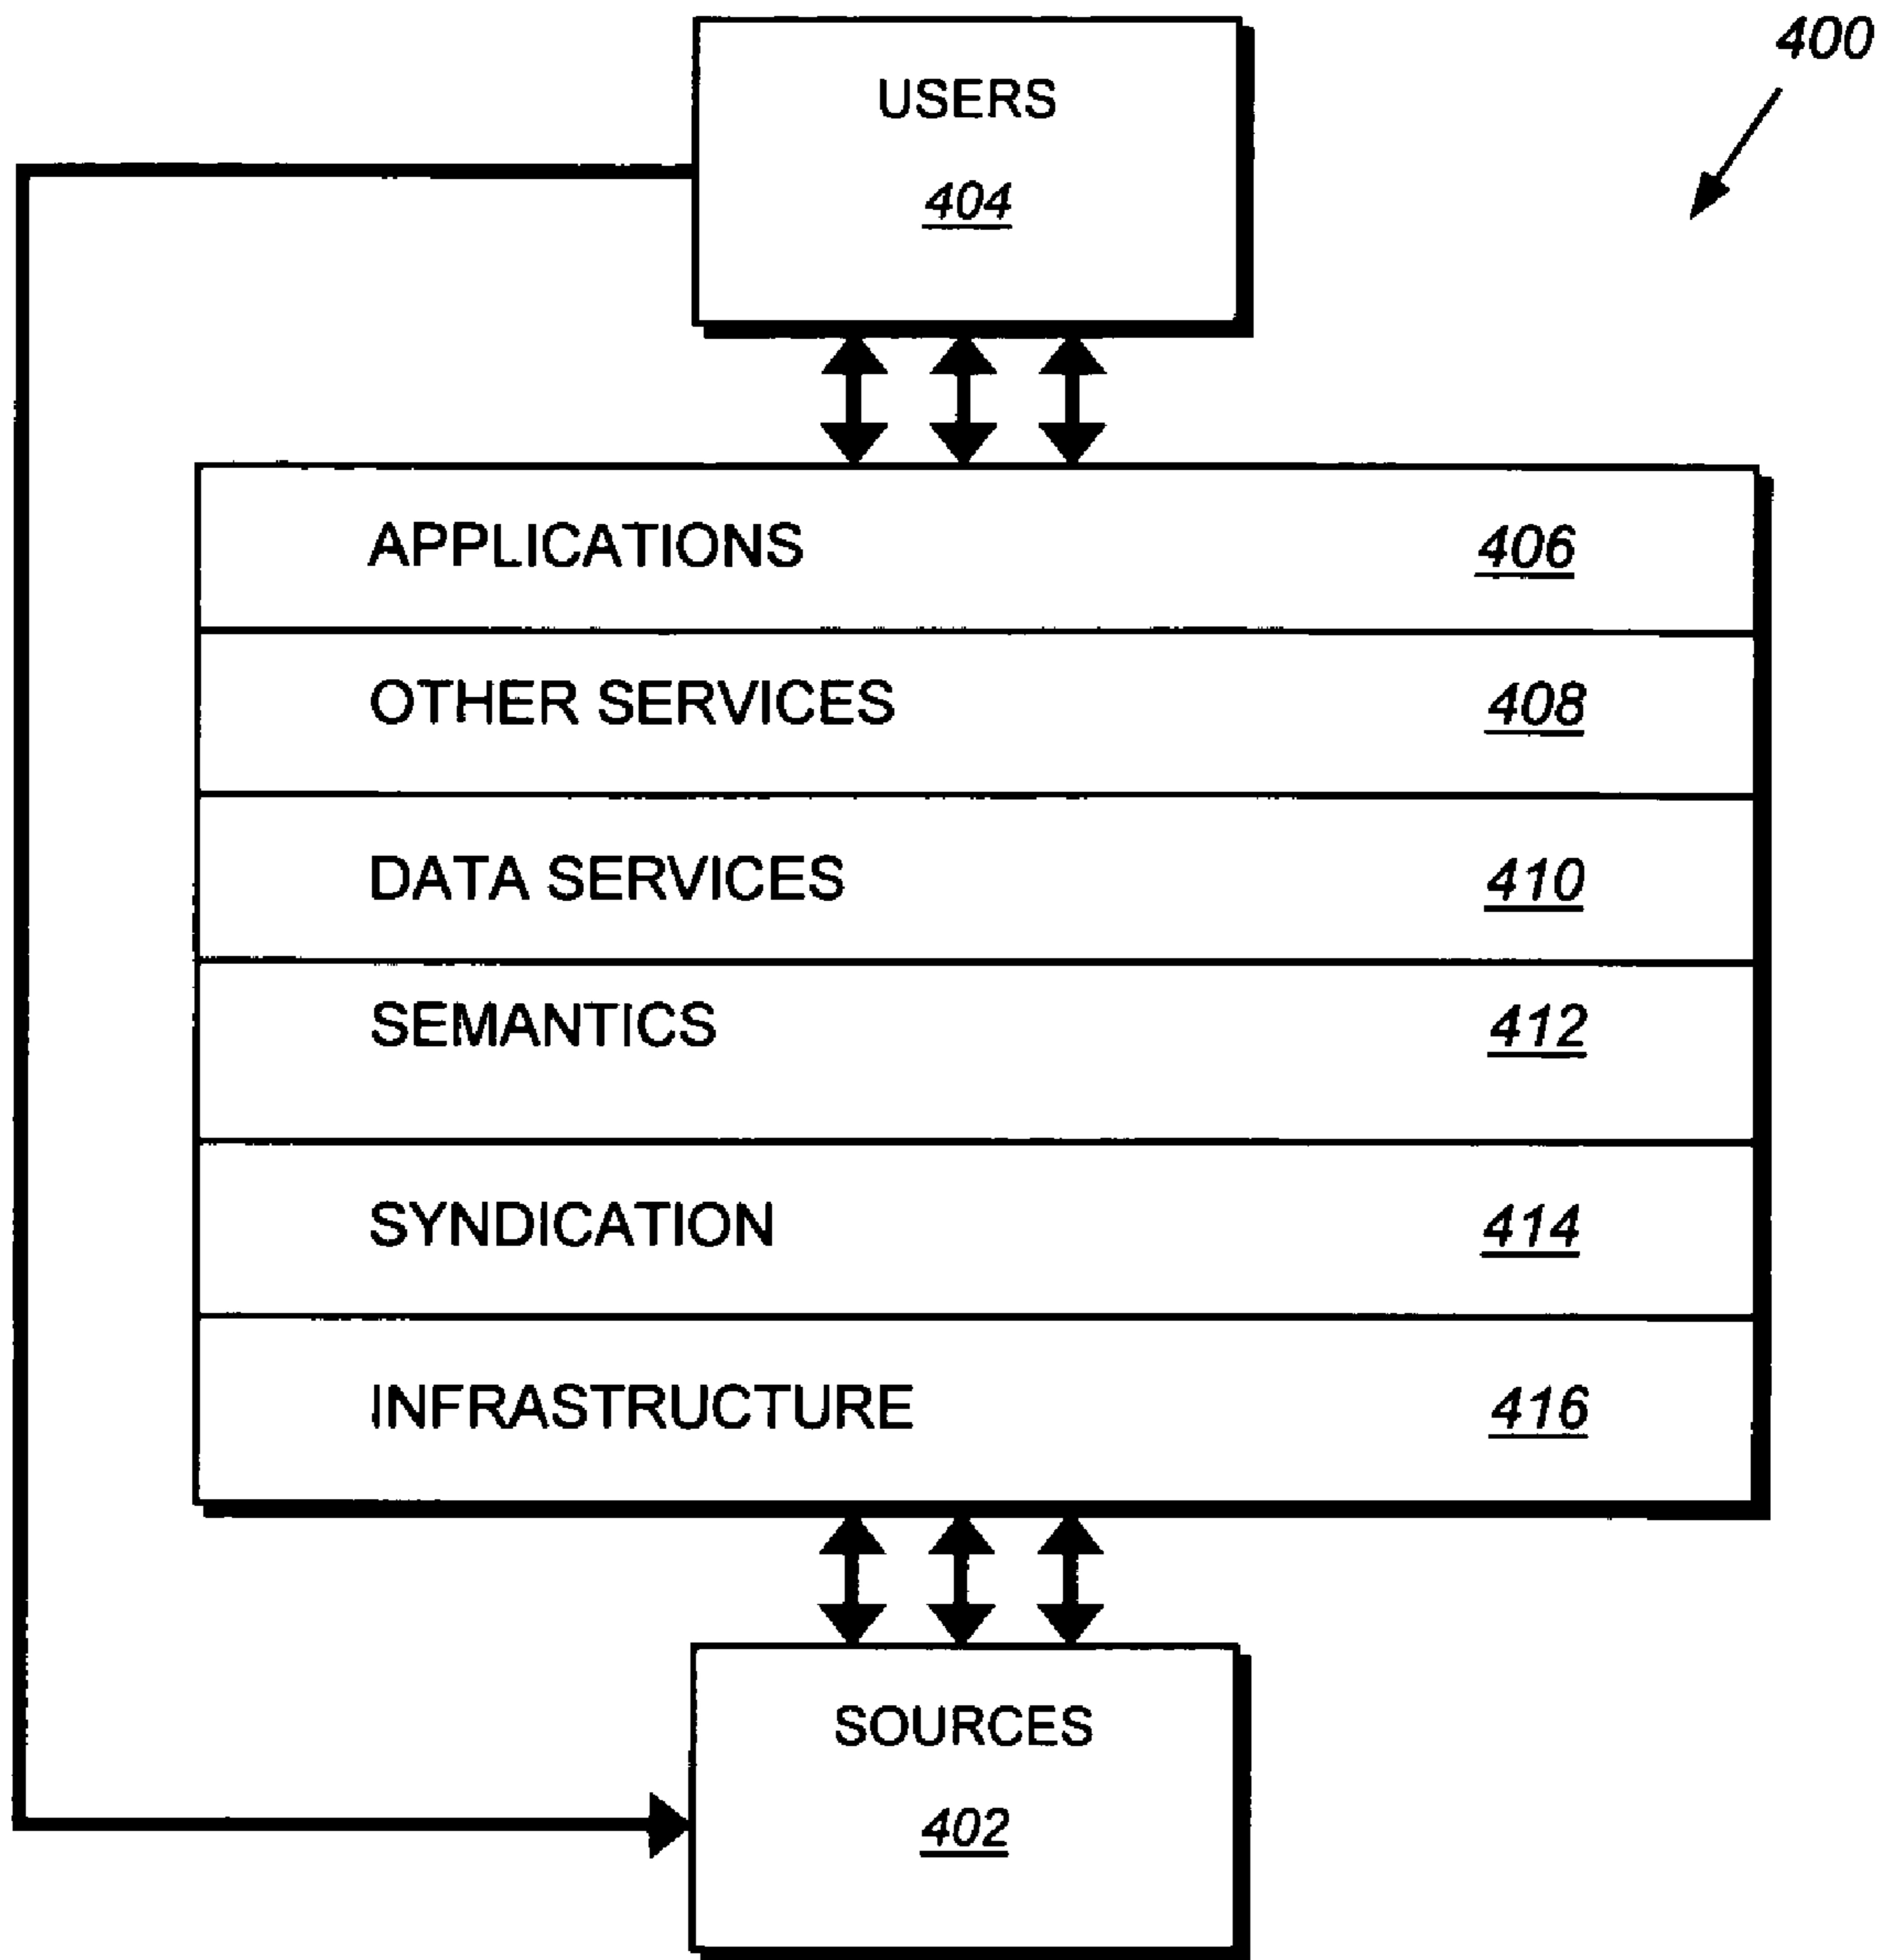 400
USERS
404
APPLICATIONS 406
OTHER SERVICES 408
DATA SERVICES 410
SEMANTICS 412
SYNDICATION 414
INFRASTRUCTURE 416
SOURCES
402